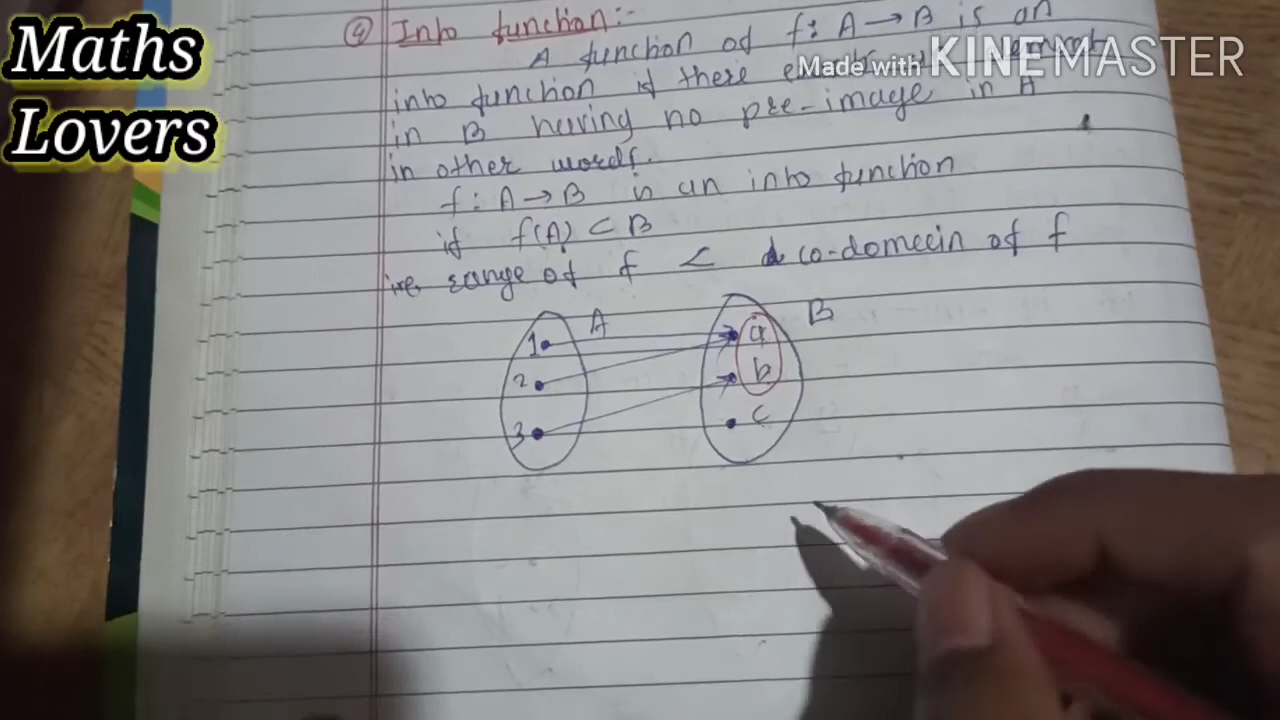 Maths
Lovers
Made with KINEMASTER
④ Into function:-
A function of f: A → B is an
into function if there
in B having no pre-image in A
in other words.
f: A → B is an into function
if f(A) ⊂ B
range of f < co-domain of f
A
B
1
2
3
a
b
c